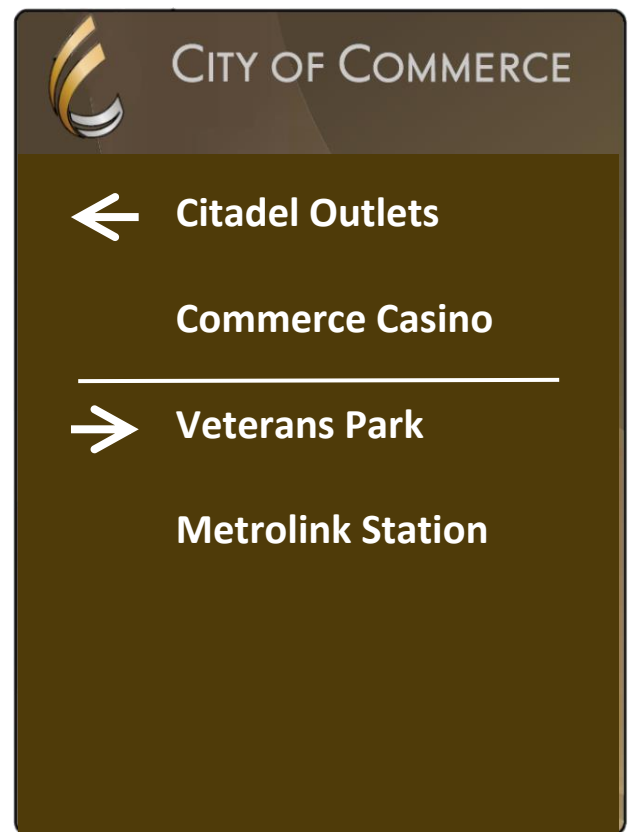 CITY OF COMMERCE
Citadel Outlets
Commerce Casino
Veterans Park
Metrolink Station